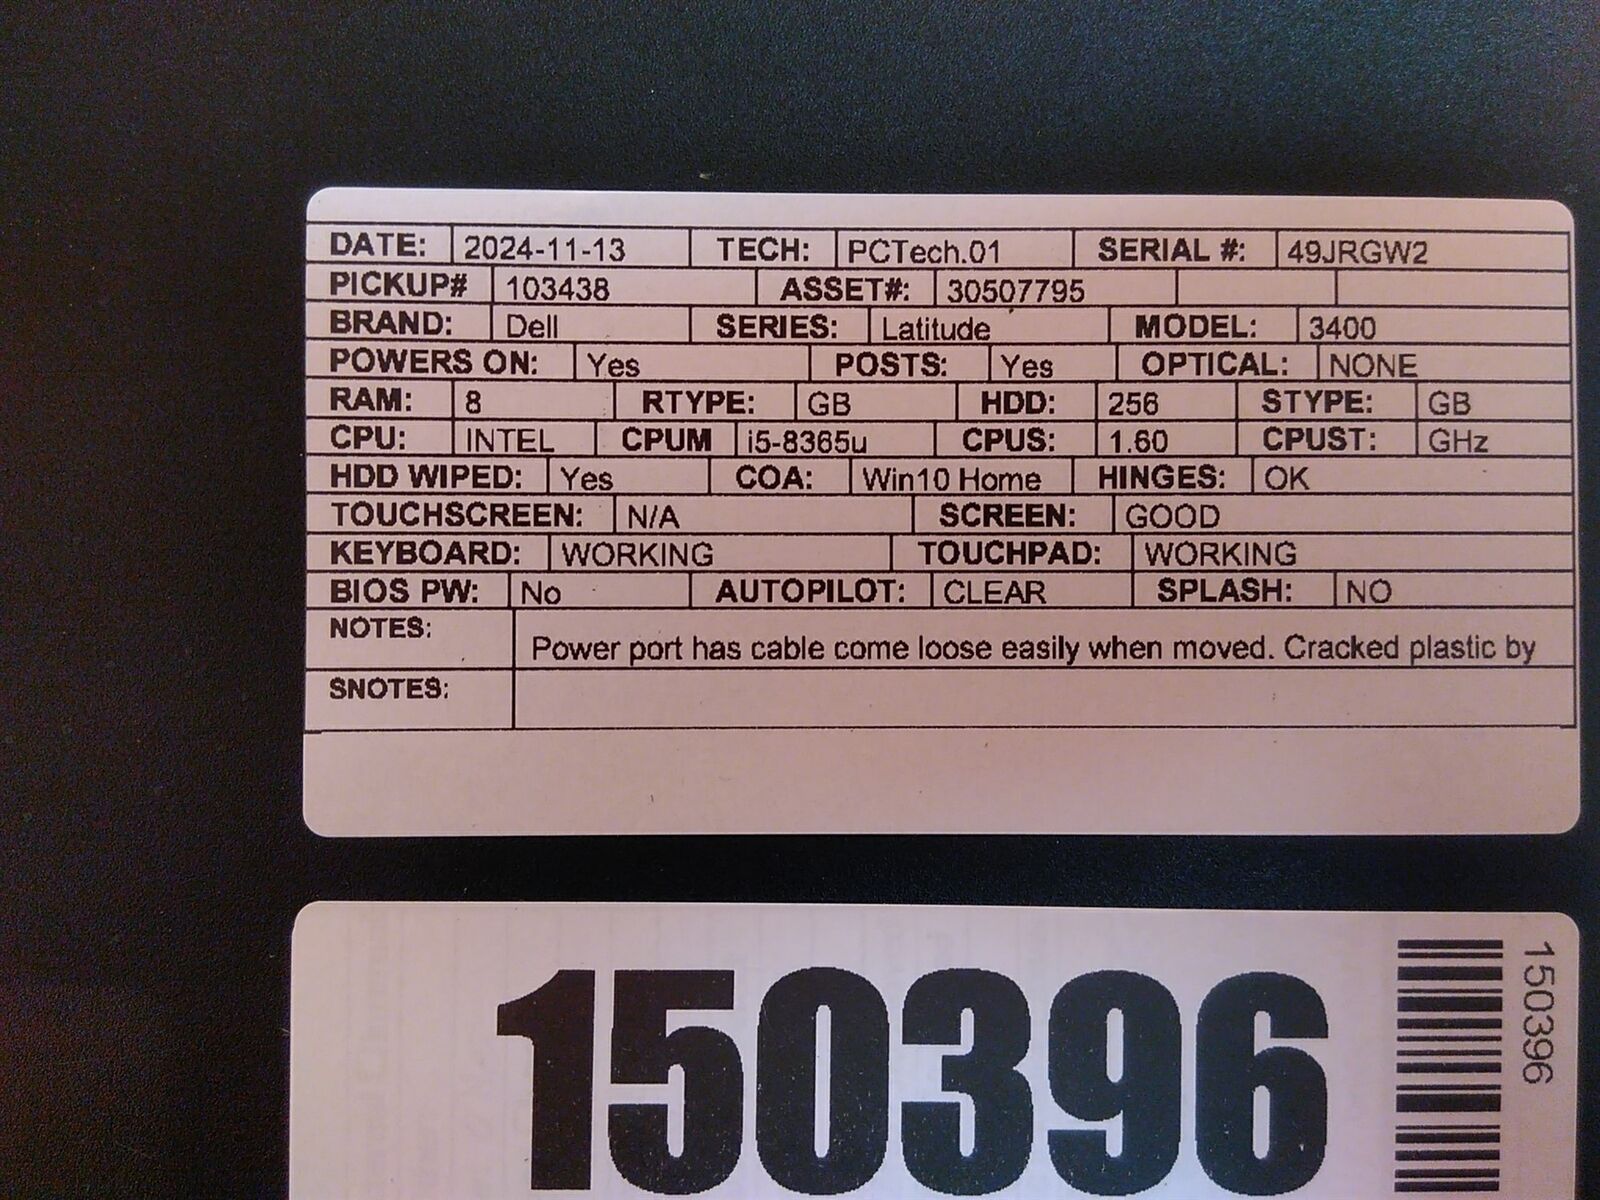 DATE: 2024-11-13 TECH: PCTech.01 SERIAL #: 49JRGW2
PICKUP# 103438 ASSET#: 30507795
BRAND: Dell SERIES: Latitude MODEL: 3400
POWERS ON: Yes POSTS: Yes OPTICAL: NONE
RAM: 8 RTYPE: GB HDD: 256 STYPE: GB
CPU: INTEL CPUM i5-8365u CPUS: 1.60 CPUST: GHz
HDD WIPED: Yes COA: Win10 Home HINGES: OK
TOUCHSCREEN: N/A SCREEN: GOOD
KEYBOARD: WORKING TOUCHPAD: WORKING
BIOS PW: No AUTOPILOT: CLEAR SPLASH: NO
NOTES: Power port has cable come loose easily when moved. Cracked plastic by
SNOTES:
150396
150396